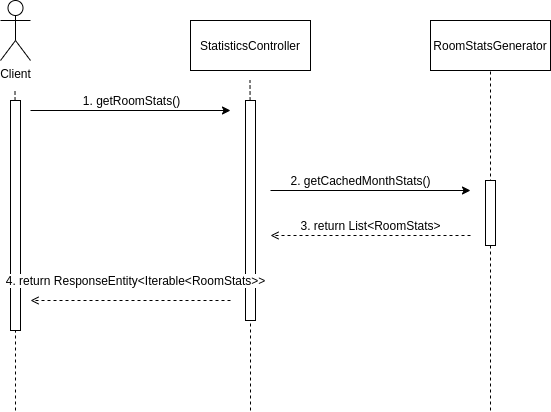 StatisticsController
RoomStatsGenerator
Client
1. getRoomStats()
2. getCachedMonthStats()
3. return List<RoomStats>
4. return ResponseEntity<Iterable<RoomStats>>